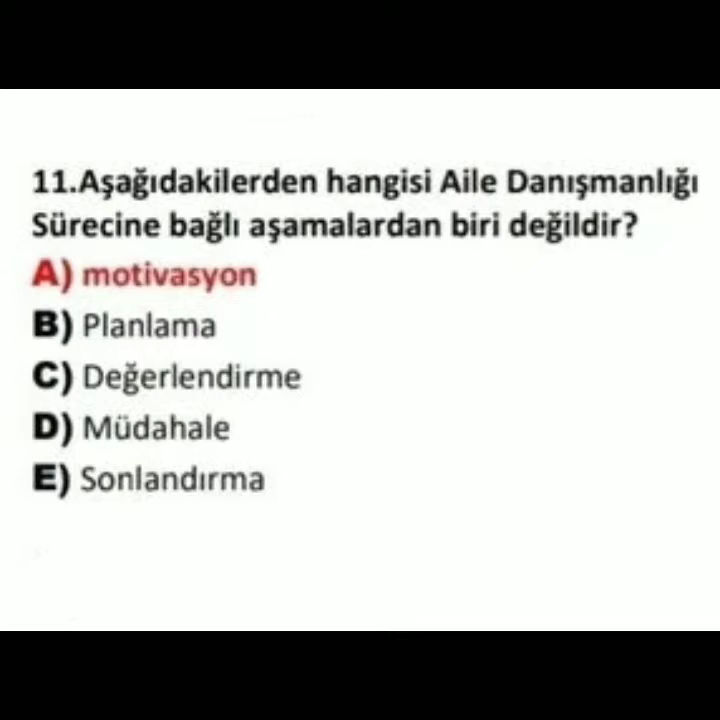 11.Aşağıdakilerden hangisi Aile Danışmanlığı
Sürecine bağlı aşamalardan biri değildir?
A) motivasyon
B) Planlama
C) Değerlendirme
D) Müdahale
E) Sonlandırma